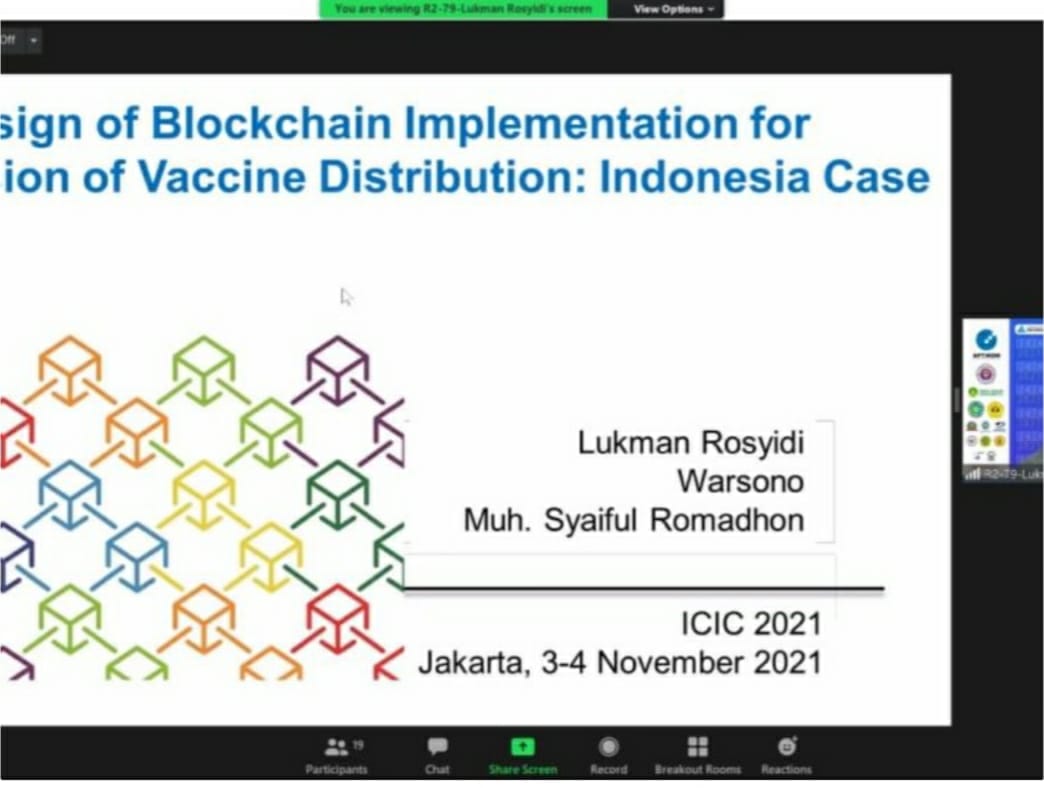 You are viewing R2-79-Lukman Rosyidi's screen
View Options
Off
sign of Blockchain Implementation for
ion of Vaccine Distribution: Indonesia Case
Lukman Rosyidi
Warsono
Muh. Syaiful Romadhon
R2-79-Luk
ICIC 2021
Jakarta, 3-4 November 2021
19
Participants
Chat
Share Screen
Record
Breakout Rooms
Reactions